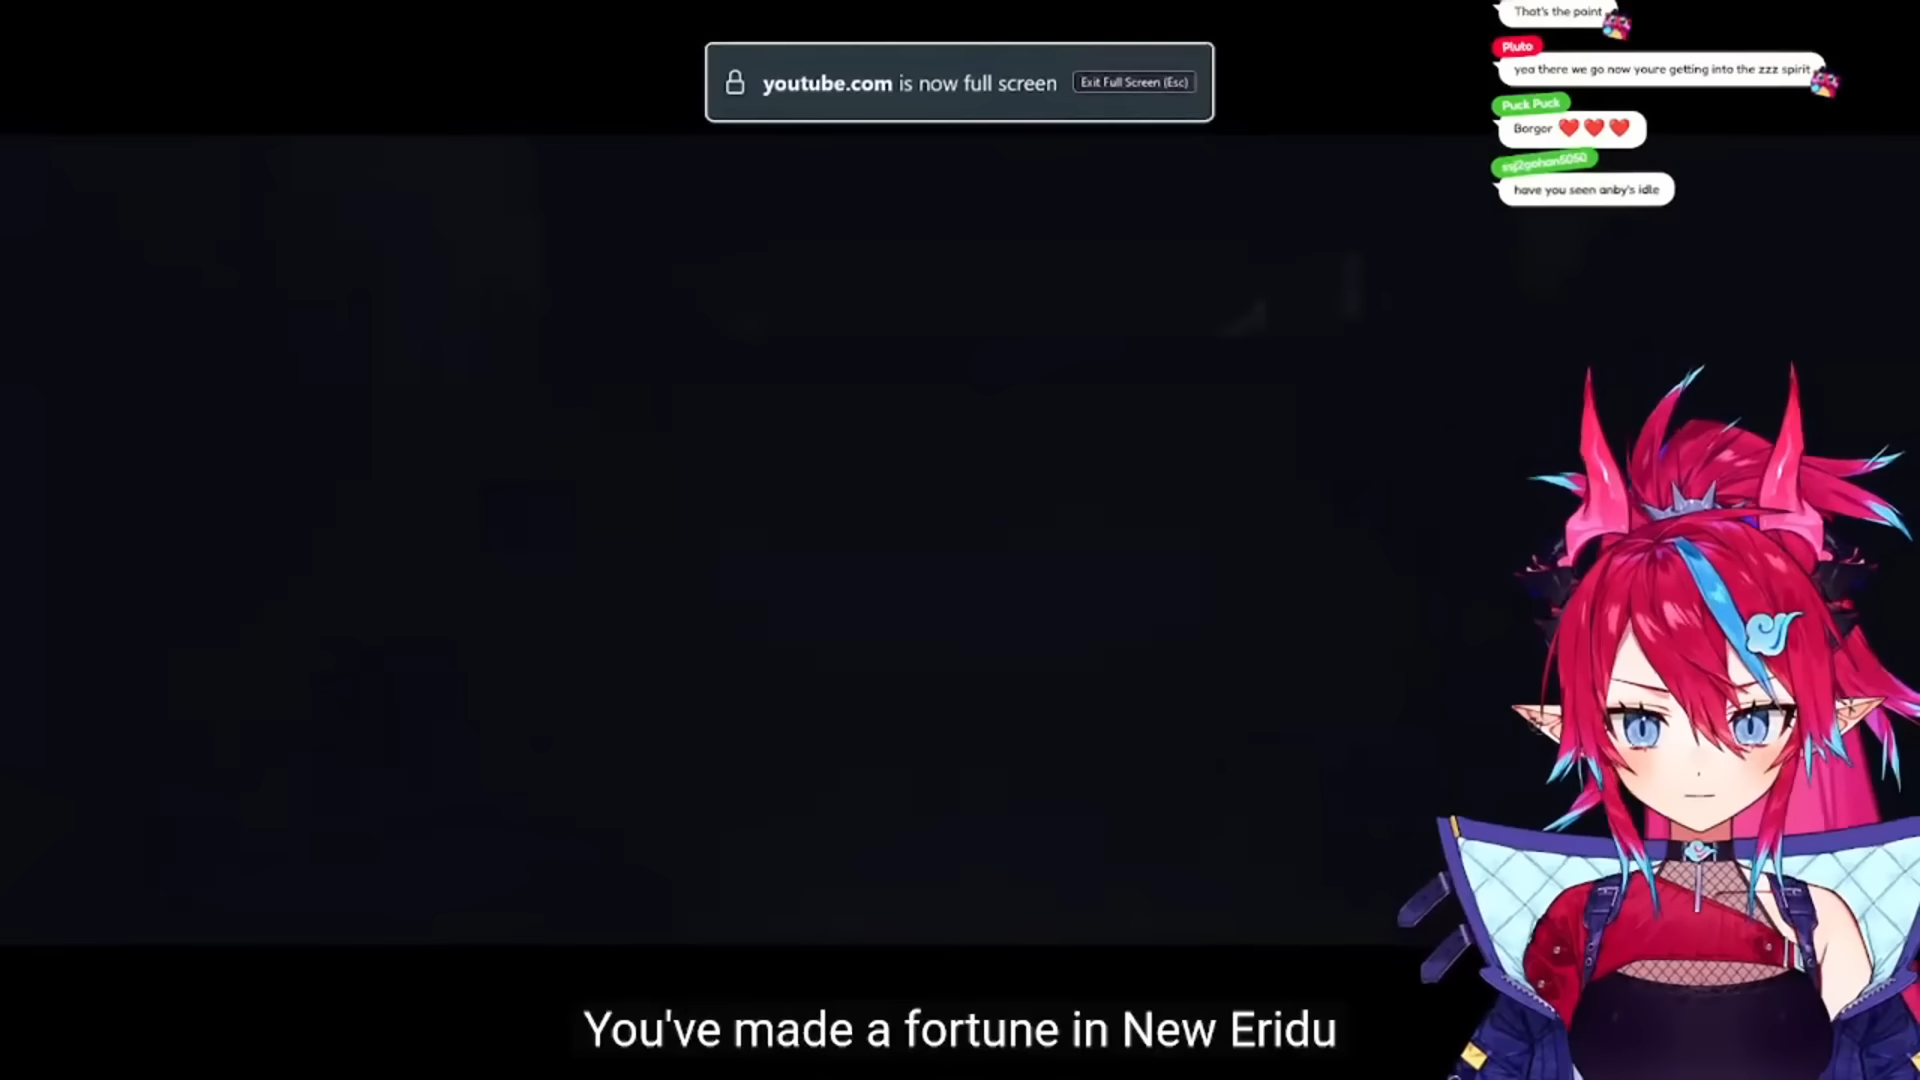 That's the point
youtube.com is now full screen
Exit Full Screen (Esc)
Pluto
yea there we go now youre getting into the zzz spirit
Puck Puck
Borgor ❤️❤️❤️
ssj2gohan5050
have you seen anby's idle
You've made a fortune in New Eridu